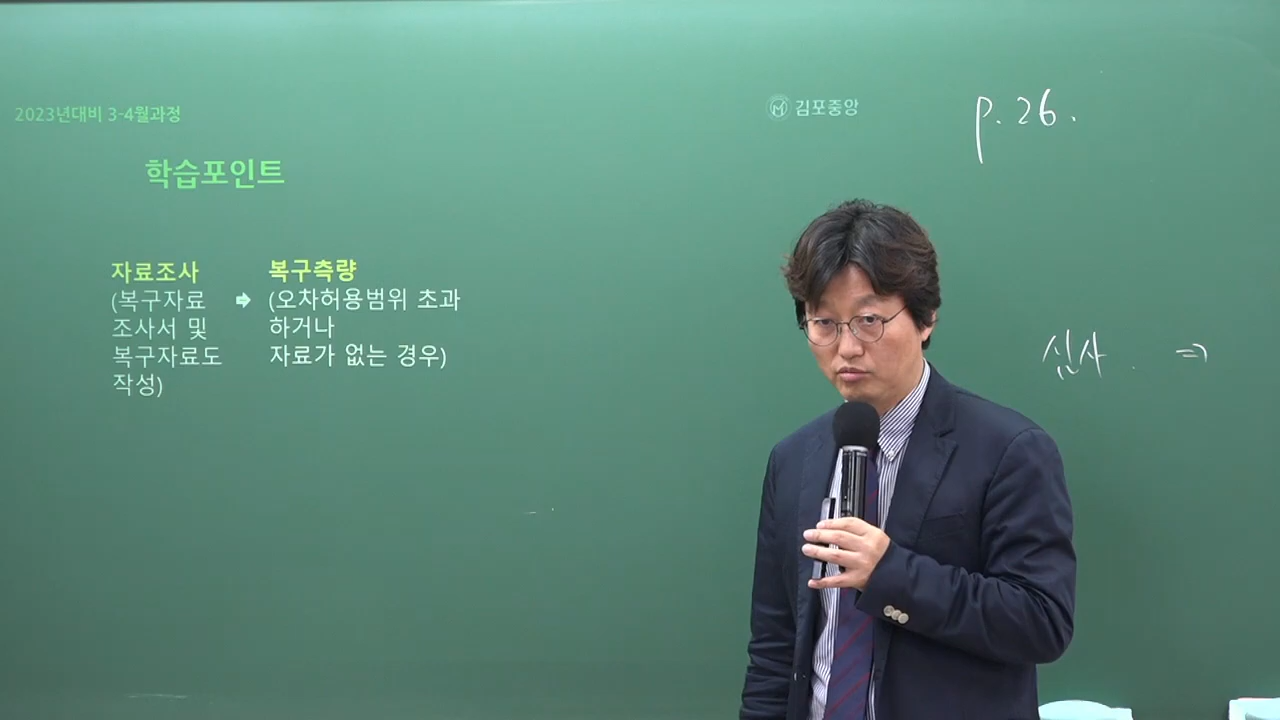 2023년대비 3-4월과정
김포중앙
p. 26.
학습포인트
자료조사
(복구자료
조사서 및
복구자료도
작성)
➡
복구측량
(오차허용범위 초과
하거나
자료가 없는 경우)
심사. ⇒